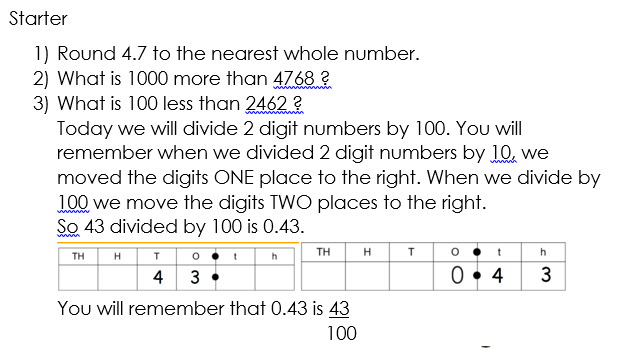 Starter
1) Round 4.7 to the nearest whole number.
2) What is 1000 more than 4768 ?
3) What is 100 less than 2462 ?
Today we will divide 2 digit numbers by 100. You will
remember when we divided 2 digit numbers by 10, we
moved the digits ONE place to the right. When we divide by
100 we move the digits TWO places to the right.
So 43 divided by 100 is 0.43.
TH H T O • t h TH H T O • t h
4 3 • 0 • 4 3
You will remember that 0.43 is 43
100